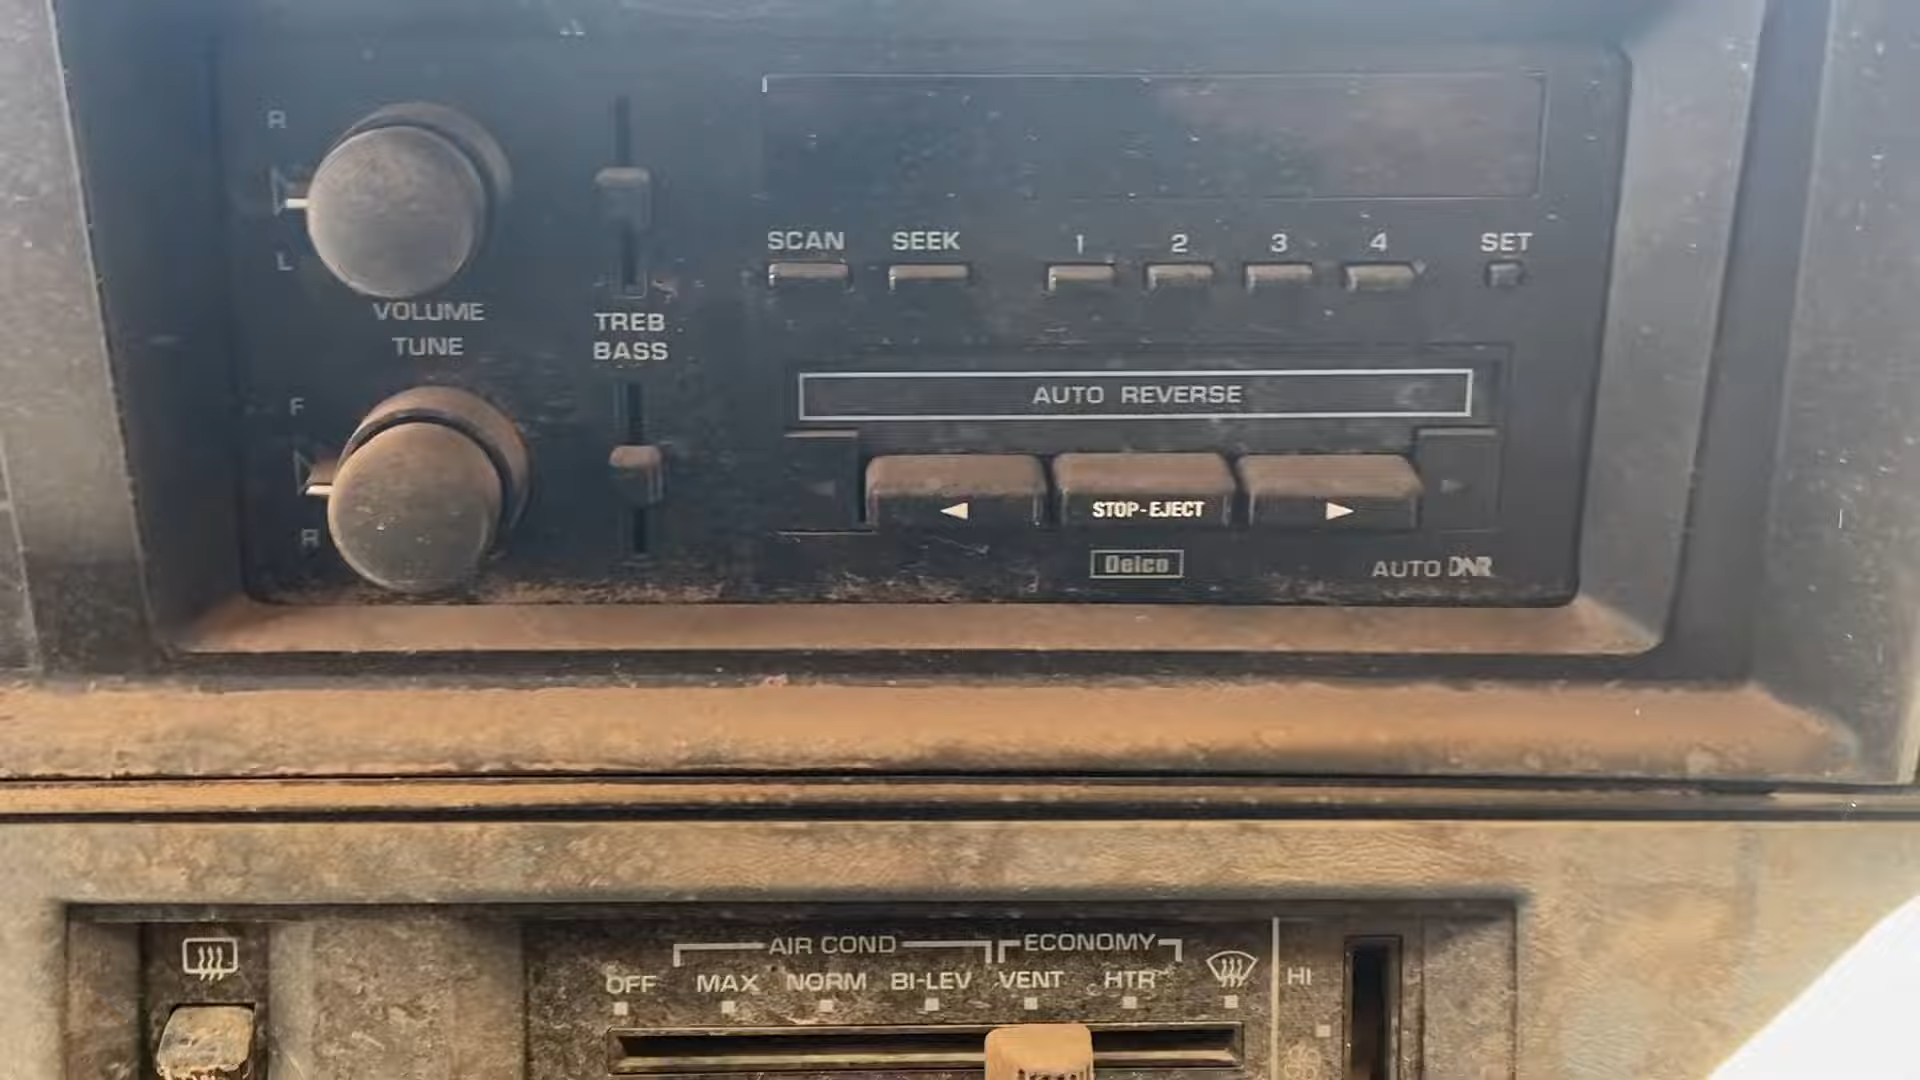 R
L
VOLUME
TUNE
F
R
TREB
BASS
SCAN SEEK 1 2 3 4 SET
AUTO REVERSE
STOP-EJECT
Delco
AUTO DNR
AIR COND ECONOMY
OFF MAX NORM BI-LEV VENT HTR HI